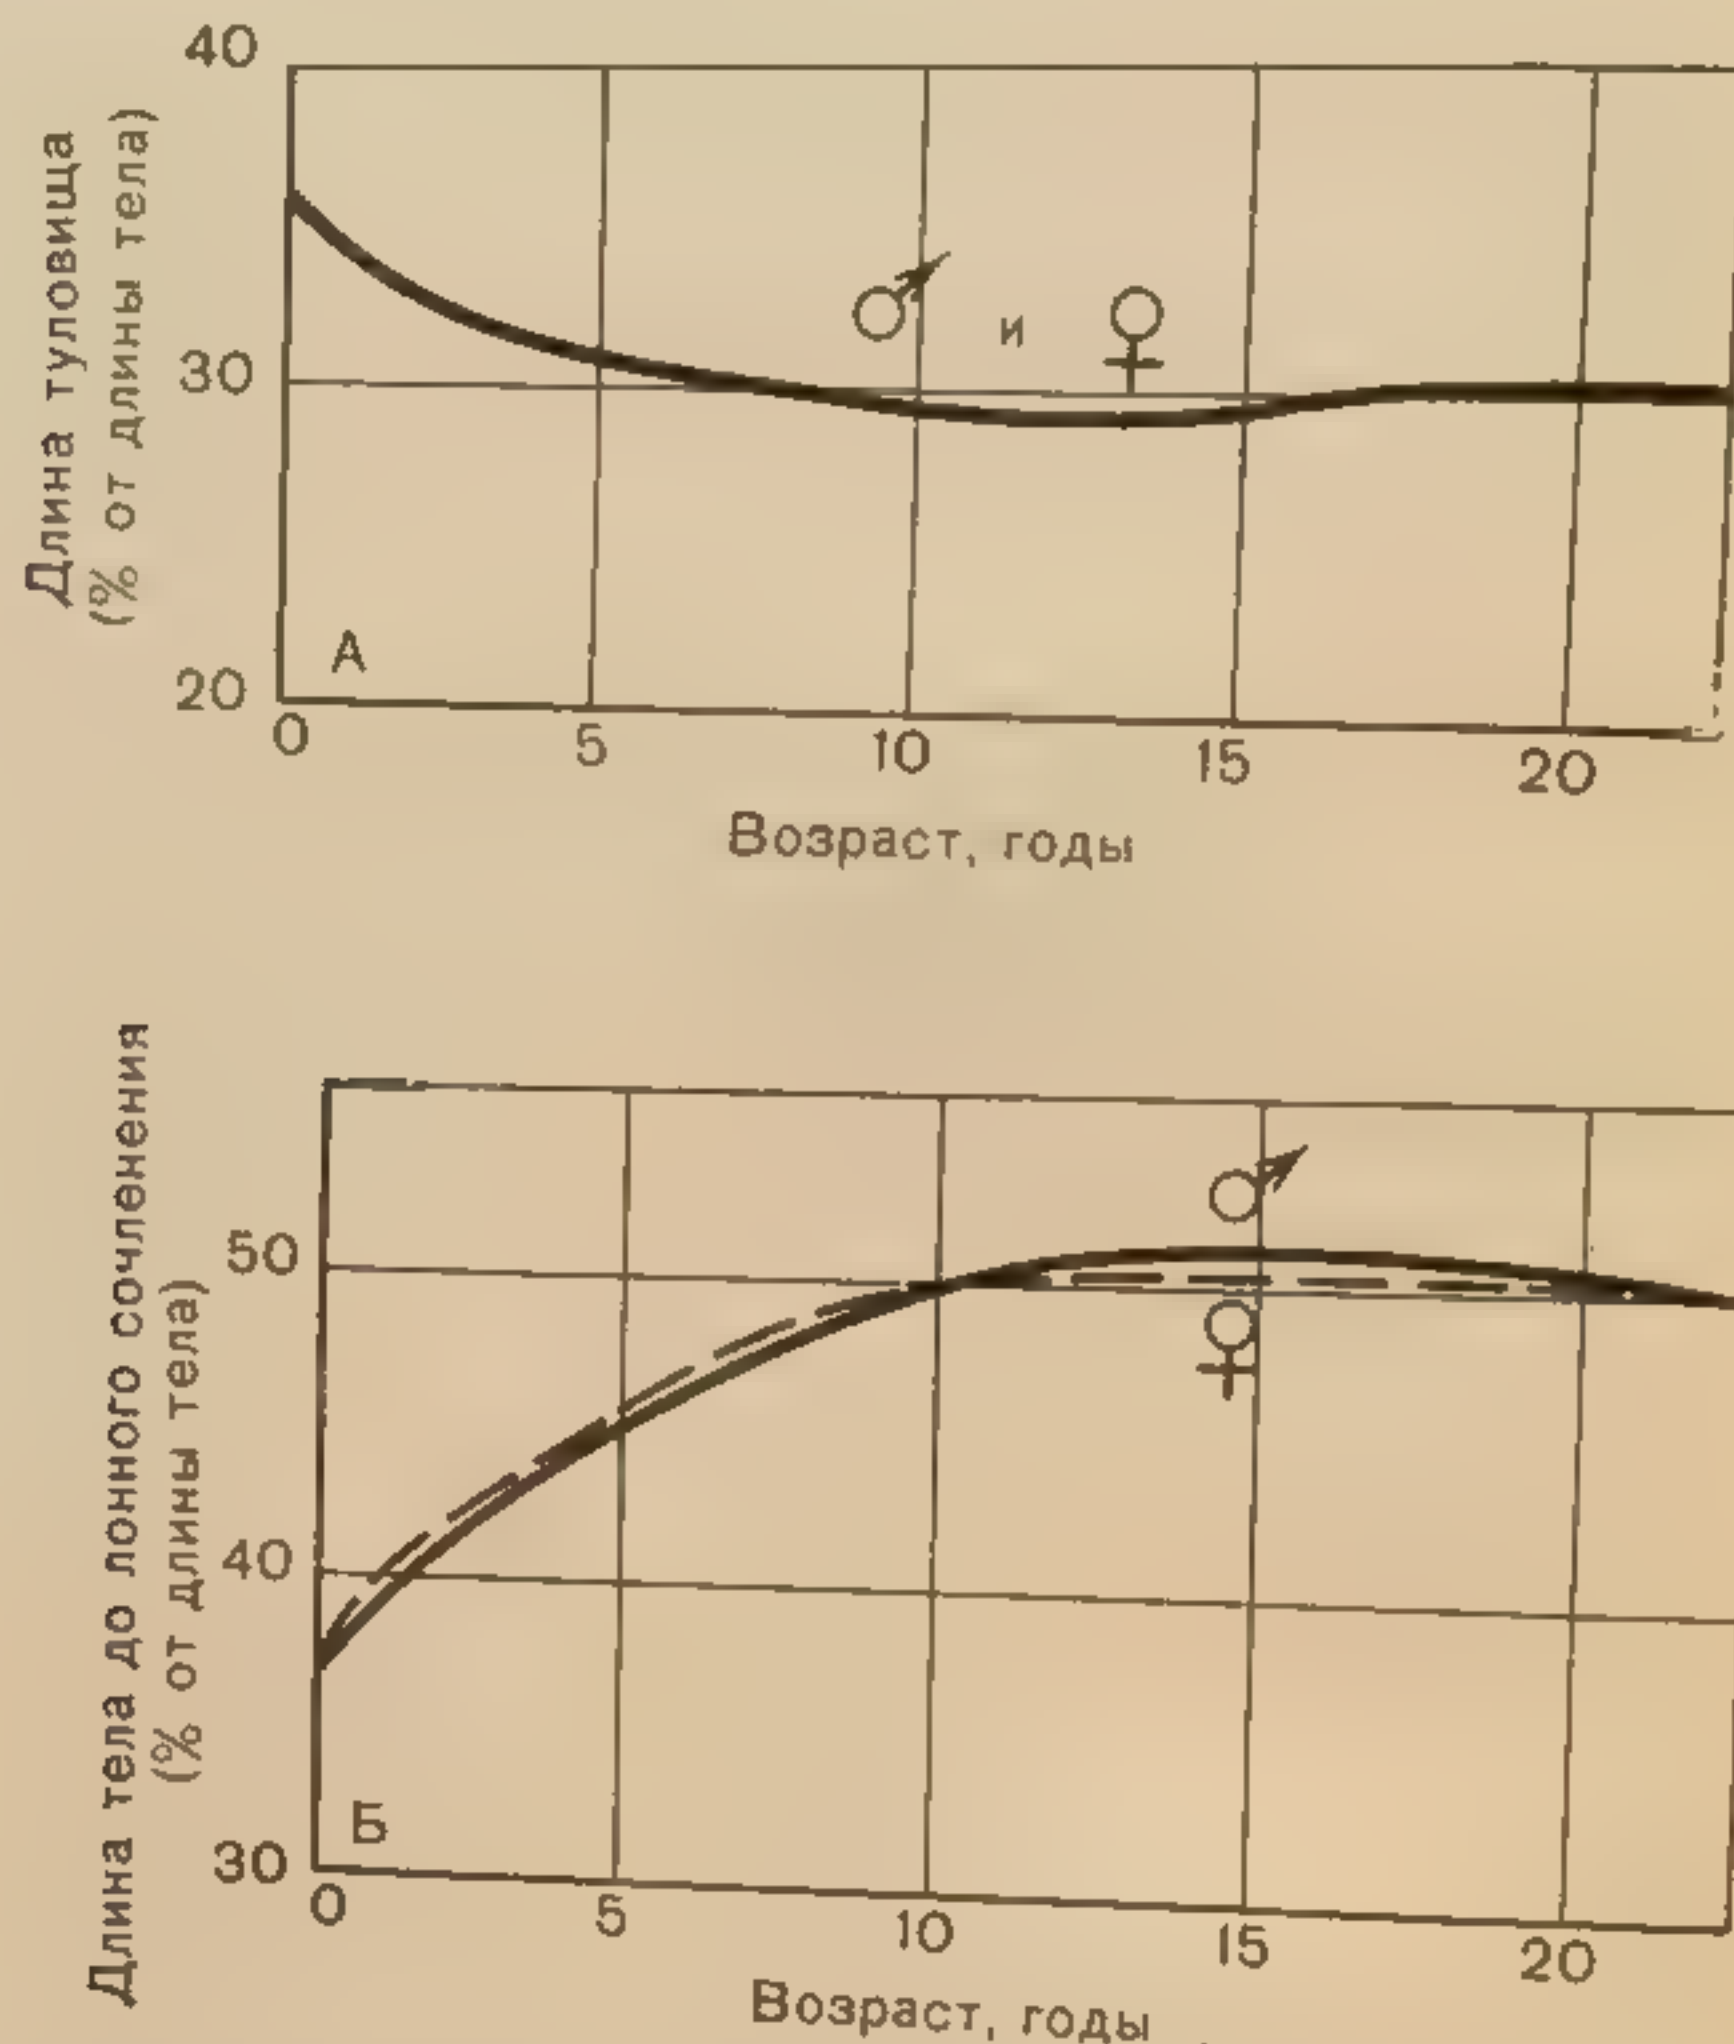 40
Длина туловища
(% от длины тела)
♂ и ♀
30
А
20
0 5 10 15 20
Возраст, годы
Длина тела до лонного сочленения
(% от длины тела)
♂
50
♀
40
Б
30
0 5 10 15 20
Возраст, годы